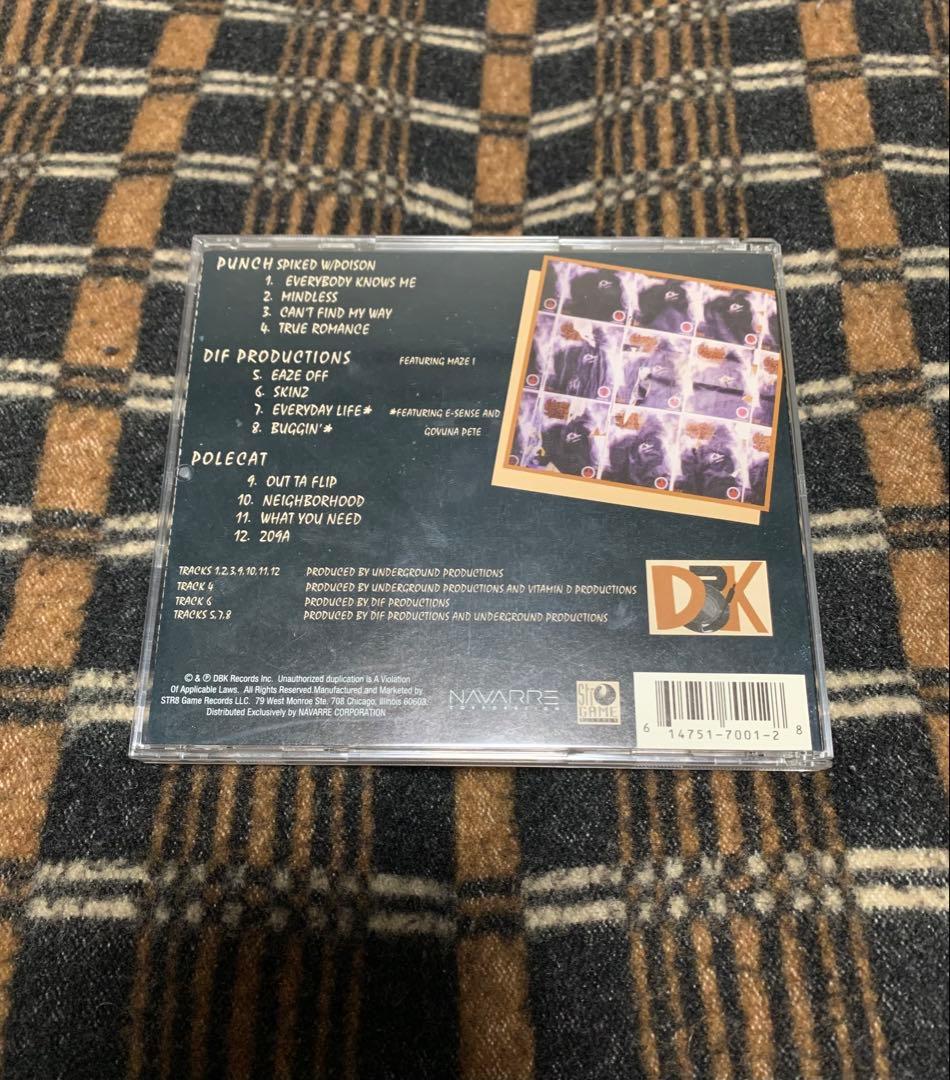 PUNCH SPIKED W/POISON
1. EVERYBODY KNOWS ME
2. MINDLESS
3. CAN'T FIND MY WAY
4. TRUE ROMANCE
DIF PRODUCTIONS FEATURING MAZE 1
5. EAZE OFF
6. SKINZ
7. EVERYDAY LIFE* *FEATURING E-SENSE AND
8. BUGGIN'* GOVUNA PETE
POLECAT
9. OUT TA FLIP
10. NEIGHBORHOOD
11. WHAT YOU NEED
12. 209A
TRACKS 1,2,3,9,10,11,12 PRODUCED BY UNDERGROUND PRODUCTIONS
TRACK 4 PRODUCED BY UNDERGROUND PRODUCTIONS AND VITAMIN D PRODUCTIONS
TRACK 6 PRODUCED BY DIF PRODUCTIONS
TRACKS 5,7,8 PRODUCED BY DIF PRODUCTIONS AND UNDERGROUND PRODUCTIONS
DBK
© & ℗ DBK Records Inc. Unauthorized duplication is A Violation
Of Applicable Laws. All Rights Reserved.Manufactured and Marketed by
STR8 Game Records LLC. 79 West Monroe Ste. 708 Chicago, Illinois 60603.
Distributed Exclusively by NAVARRE CORPORATION
NAVARRE
CORPORATION
Str8
GAME
RECORDS
6 14751-7001-2 8